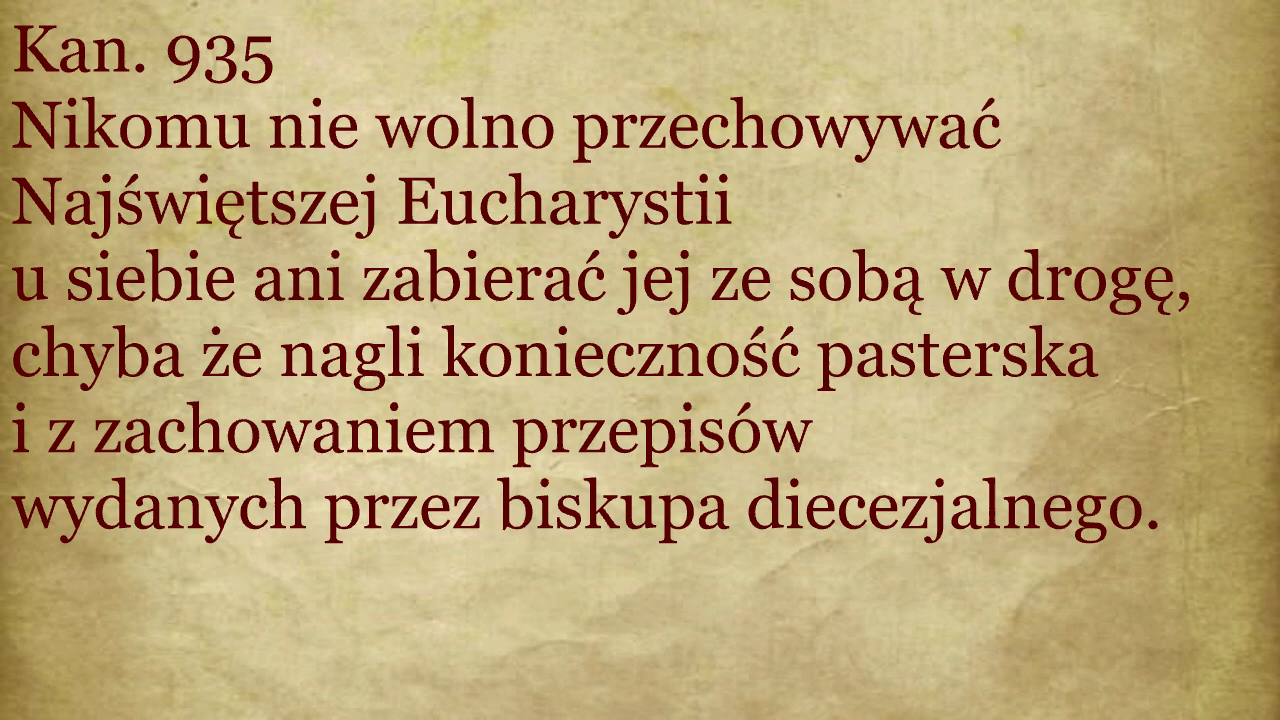 Kan. 935
Nikomu nie wolno przechowywać
Najświętszej Eucharystii
u siebie ani zabierać jej ze sobą w drogę,
chyba że nagli konieczność pasterska
i z zachowaniem przepisów
wydanych przez biskupa diecezjalnego.